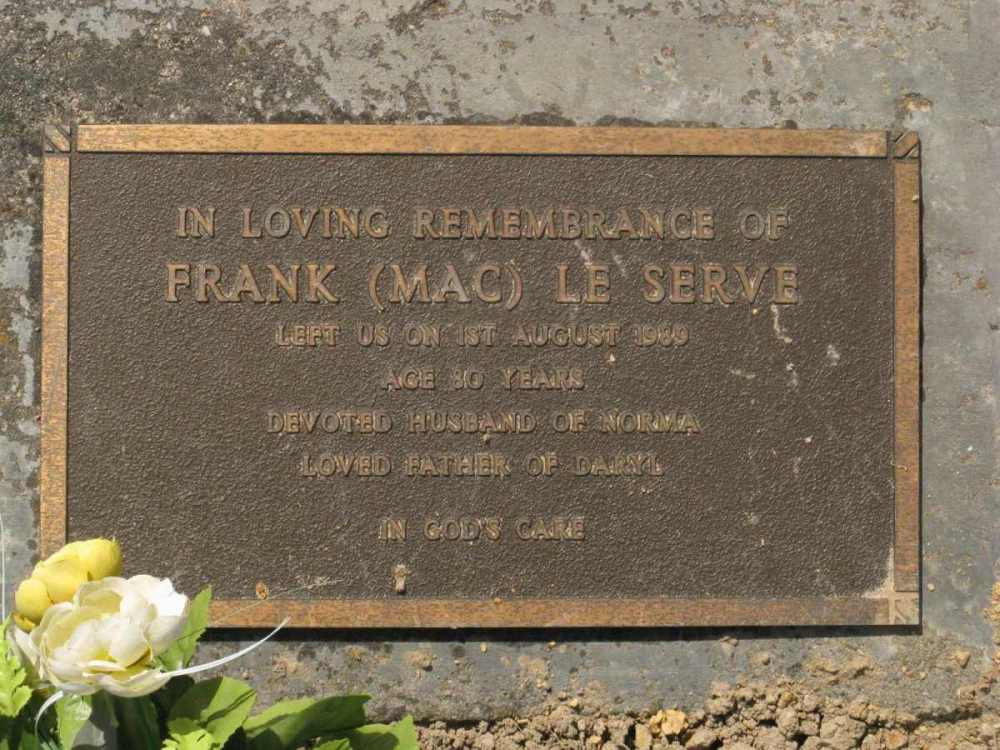 IN LOVING REMEMBRANCE OF
FRANK (MAC) LE SERVE
LEFT US ON 1ST AUGUST 1989
AGE 80 YEARS
DEVOTED HUSBAND OF NORMA
LOVED FATHER OF DARYL
IN GOD'S CARE